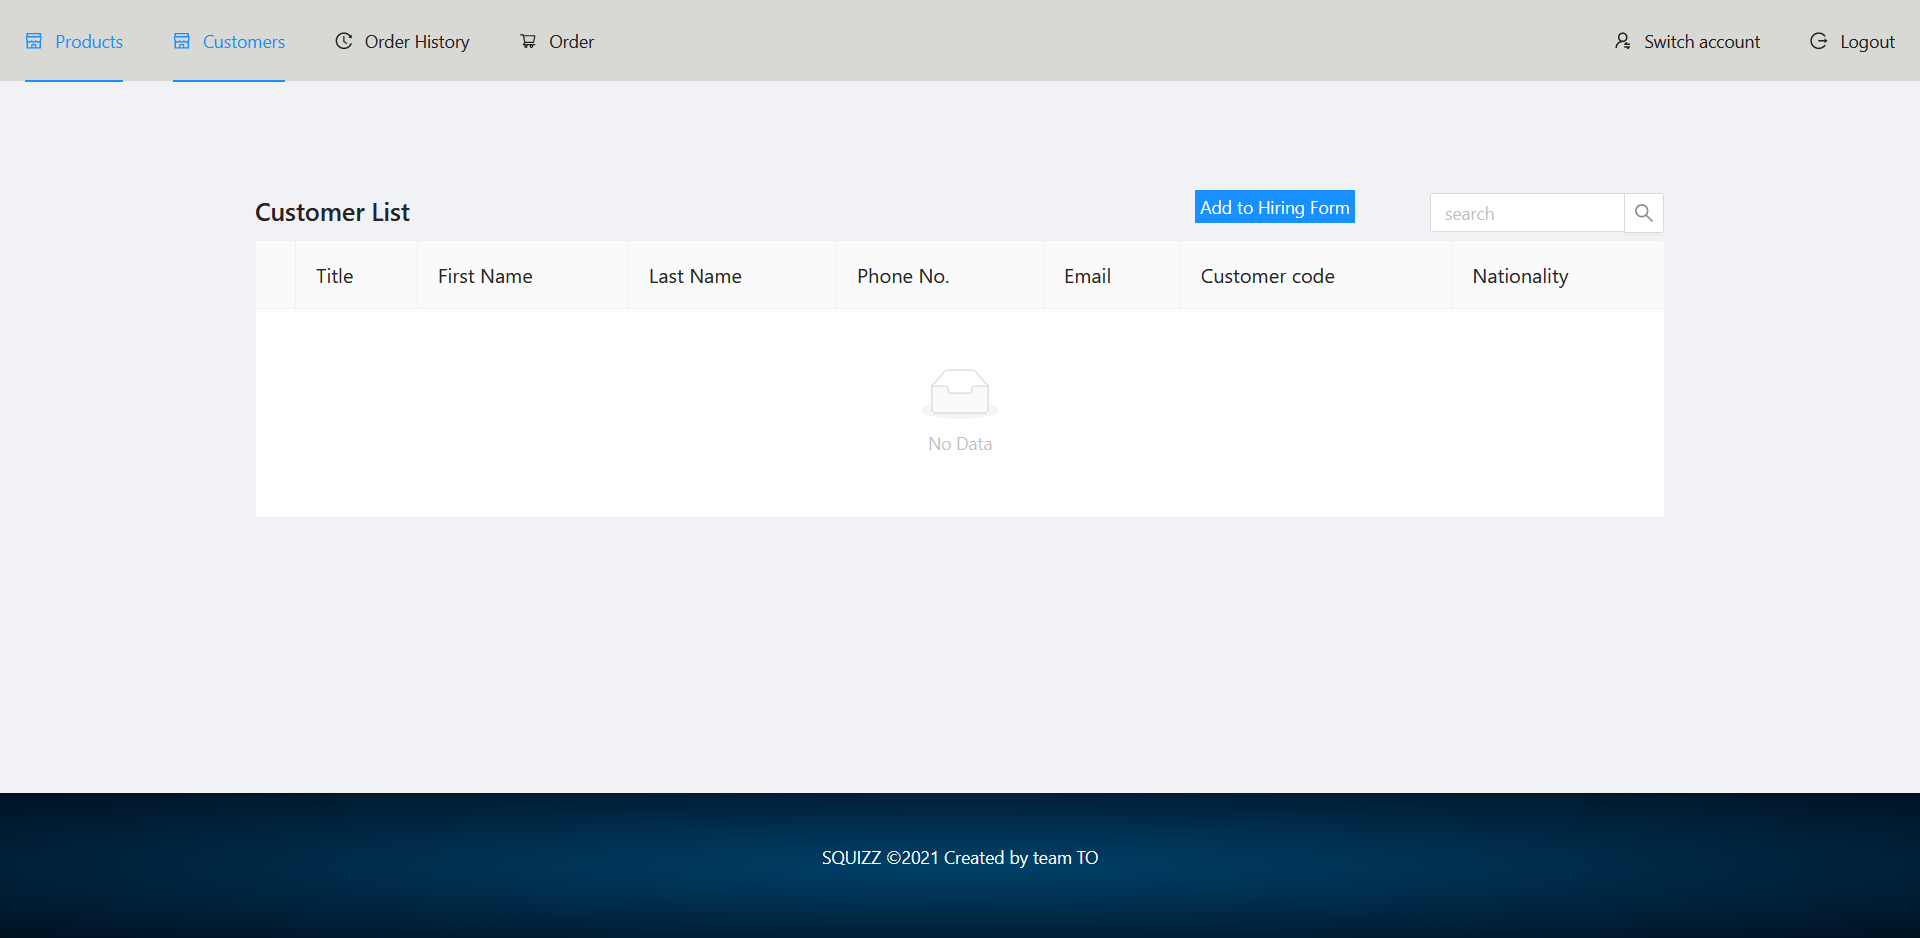 Products Customers Order History Order Switch account Logout
Customer List Add to Hiring Form search
Title First Name Last Name Phone No. Email Customer code Nationality
No Data
SQUIZZ ©2021 Created by team TO